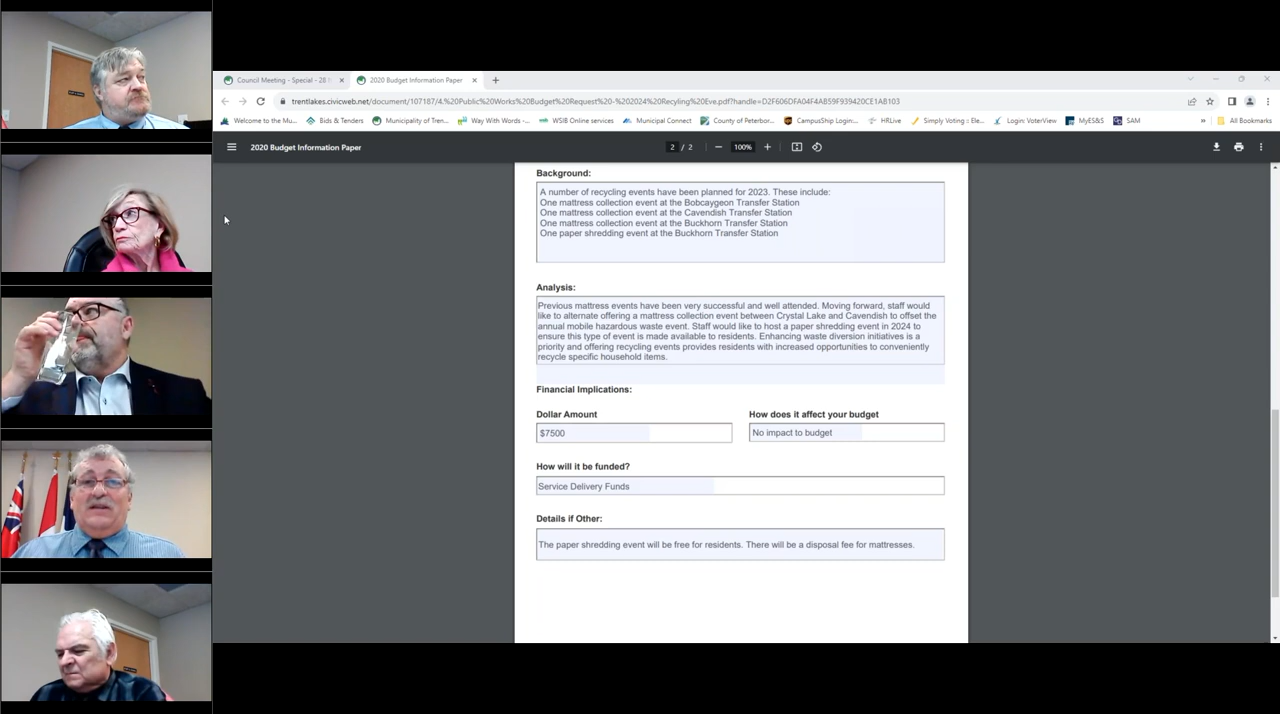 Council Meeting - Special - 28
2020 Budget Information Paper
trentlakes.civicweb.net/document/107187/4.%20Public%20Works%20Budget%20Request%20-%202024%20Recyling%20Eve.pdf?handle=D2F606DFA04F4AB59F939420CE1AB103
Welcome to the Mu... Bids & Tenders Municipality of Tren... Way With Words -... WSIB Online services Municipal Connect County of Peterbor... CampusShip Login... HRLive Simply Voting :: Ele... Login: VoterView MyES&S SAM » All Bookmarks
2020 Budget Information Paper 2 / 2 100%
Background:
A number of recycling events have been planned for 2023. These include:
One mattress collection event at the Bobcaygeon Transfer Station
One mattress collection event at the Cavendish Transfer Station
One mattress collection event at the Buckhorn Transfer Station
One paper shredding event at the Buckhorn Transfer Station
Analysis:
Previous mattress events have been very successful and well attended. Moving forward, staff would
like to alternate offering a mattress collection event between Crystal Lake and Cavendish to offset the
annual mobile hazardous waste event. Staff would like to host a paper shredding event in 2024 to
ensure this type of event is made available to residents. Enhancing waste diversion initiatives is a
priority and offering recycling events provides residents with increased opportunities to conveniently
recycle specific household items.
Financial Implications:
Dollar Amount How does it affect your budget
$7500 No impact to budget
How will it be funded?
Service Delivery Funds
Details if Other:
The paper shredding event will be free for residents. There will be a disposal fee for mattresses.